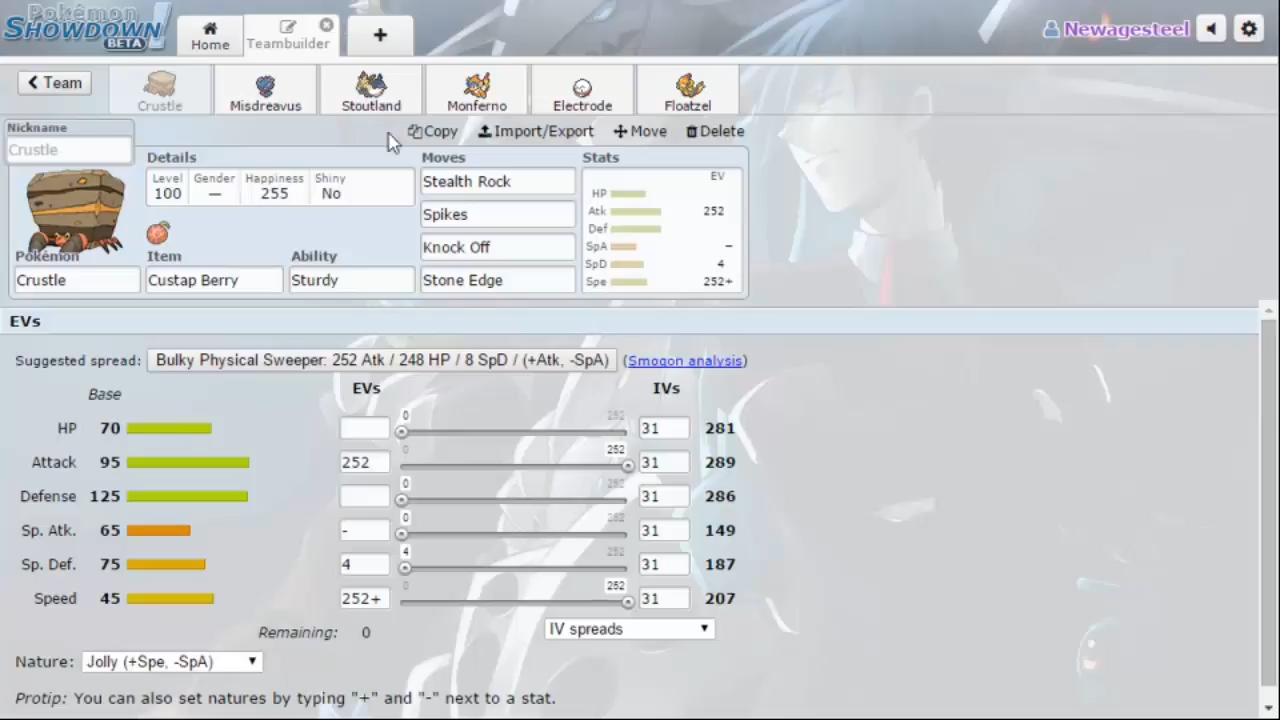 Pokémon
SHOWDOWN!
BETA
Home
Teambuilder
+
Newagesteel
< Team
Crustle
Misdreavus
Stoutland
Monferno
Electrode
Floatzel
Copy
Import/Export
Move
Delete
Nickname
Crustle
Details
Moves
Stats
Level
Gender
Happiness
Shiny
100
—
255
No
Stealth Rock
Spikes
Knock Off
Stone Edge
EV
HP
Atk 252
Def
SpA –
SpD 4
Spe 252+
Pokémon
Item
Ability
Crustle
Custap Berry
Sturdy
EVs
Suggested spread: Bulky Physical Sweeper: 252 Atk / 248 HP / 8 SpD / (+Atk, -SpA) (Smogon analysis)
Base EVs IVs
HP 70 0 252 31 281
Attack 95 252 0 252 31 289
Defense 125 0 252 31 286
Sp. Atk. 65 - 0 252 31 149
Sp. Def. 75 4 4 252 31 187
Speed 45 252+ 0 252 31 207
Remaining: 0 IV spreads
Nature: Jolly (+Spe, -SpA)
Protip: You can also set natures by typing "+" and "-" next to a stat.